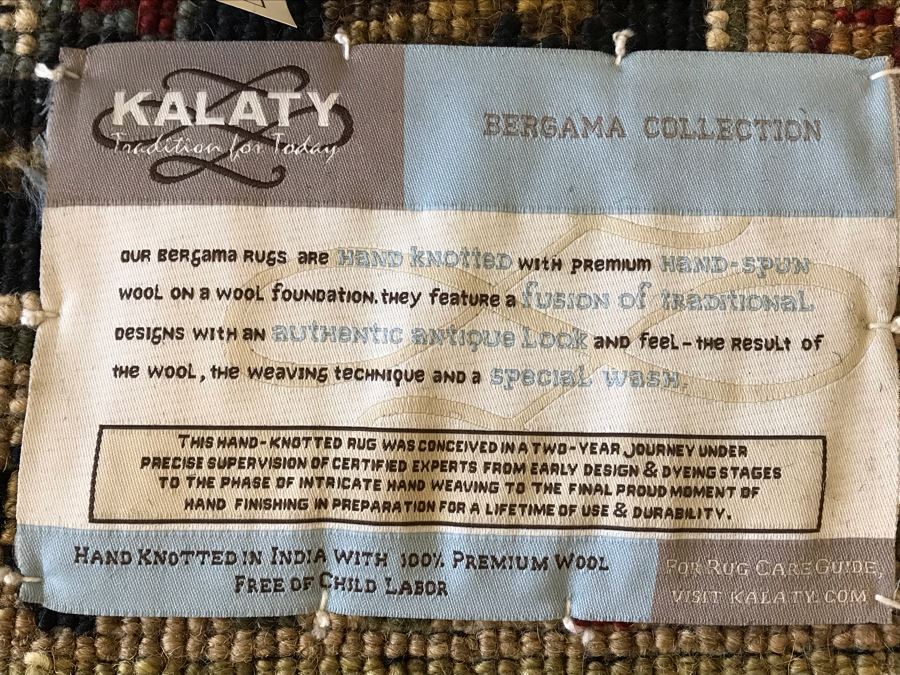 KALATY
Tradition for Today
BERGAMA COLLECTION
OUR BERGAMA RUGS ARE HAND KNOTTED WITH PREMIUM HAND-SPUN
WOOL ON A WOOL FOUNDATION. THEY FEATURE A FUSION OF TRADITIONAL
DESIGNS WITH AN AUTHENTIC ANTIQUE LOOK AND FEEL-THE RESULT OF
THE WOOL, THE WEAVING TECHNIQUE AND A SPECIAL WASH.
THIS HAND-KNOTTED RUG WAS CONCEIVED IN A TWO-YEAR JOURNEY UNDER
PRECISE SUPERVISION OF CERTIFIED EXPERTS FROM EARLY DESIGN & DYEING STAGES
TO THE PHASE OF INTRICATE HAND WEAVING TO THE FINAL PROUD MOMENT OF
HAND FINISHING IN PREPARATION FOR A LIFETIME OF USE & DURABILITY.
HAND KNOTTED IN INDIA WITH 100% PREMIUM WOOL
FREE OF CHILD LABOR
FOR RUG CARE GUIDE,
VISIT KALATY.COM